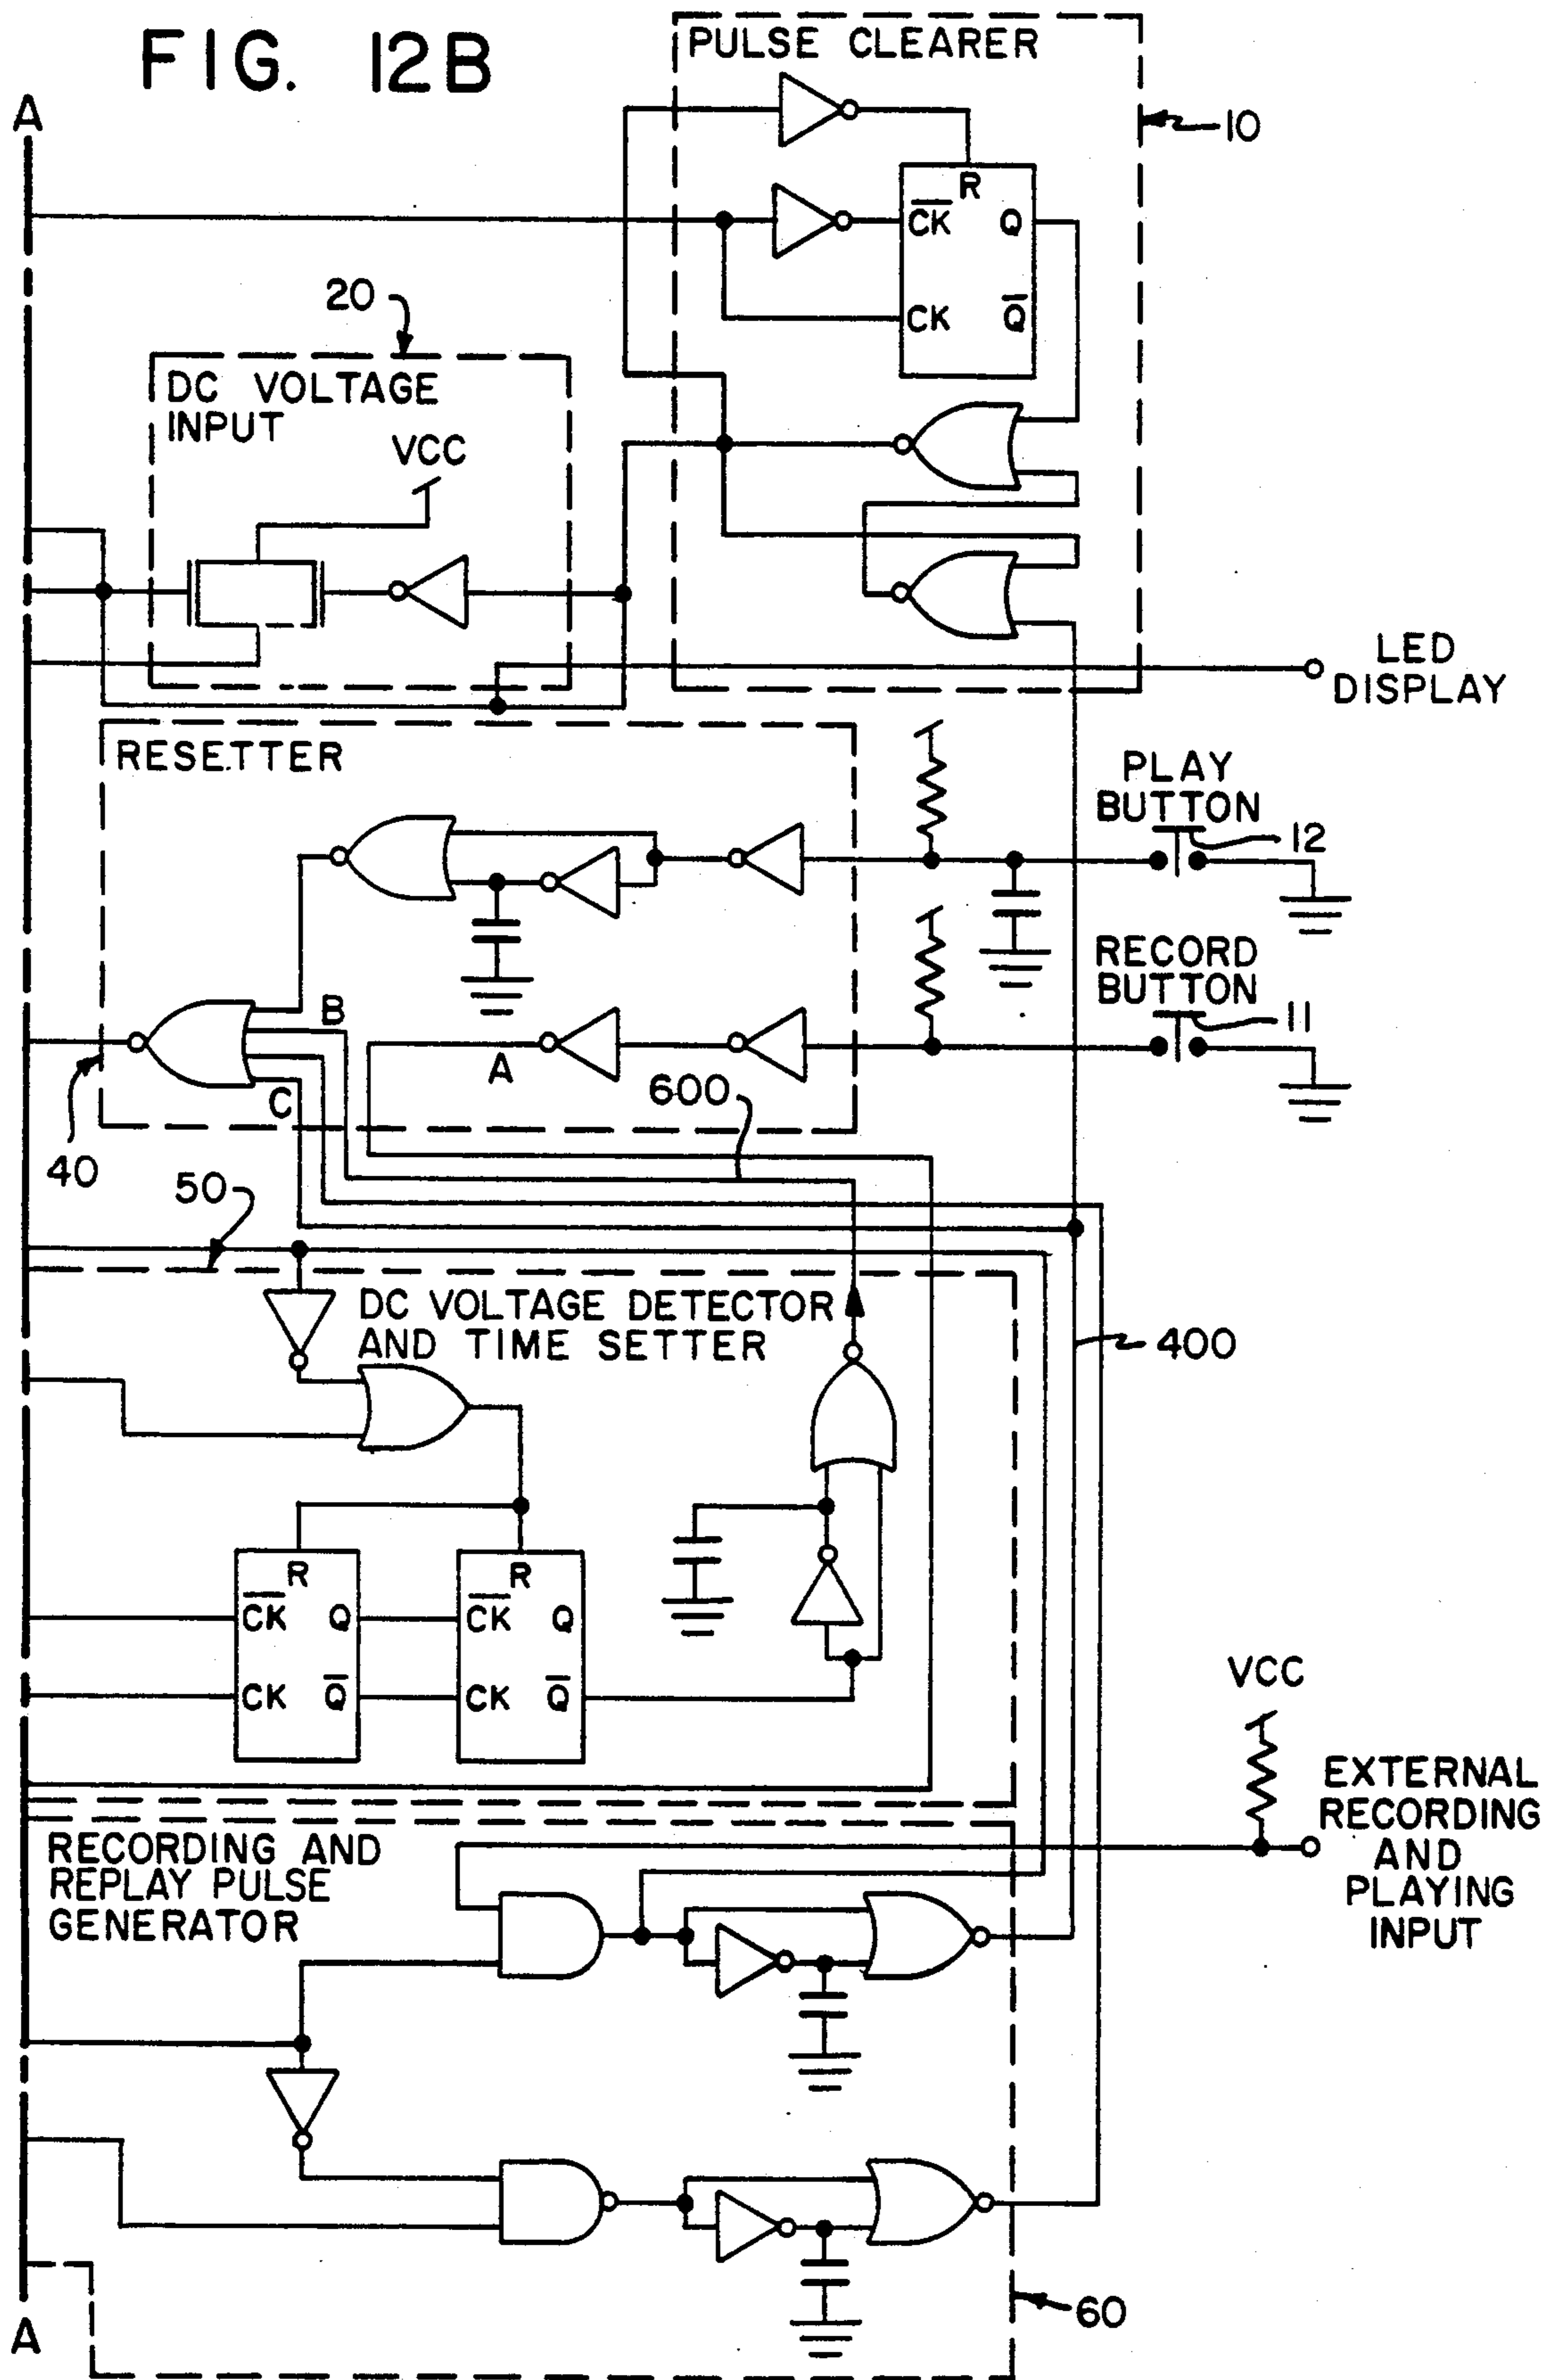 FIG. 12B
PULSE CLEARER
A
10
R
CK Q
CK Q
20
DC VOLTAGE
INPUT
VCC
LED
DISPLAY
RESETTER
PLAY
BUTTON
12
RECORD
BUTTON
11
B
A
C
600
40
50
DC VOLTAGE DETECTOR
AND TIME SETTER
400
R
CK Q
CK Q
R
CK Q
CK Q
VCC
EXTERNAL
RECORDING
AND
PLAYING
INPUT
RECORDING AND
REPLAY PULSE
GENERATOR
60
A